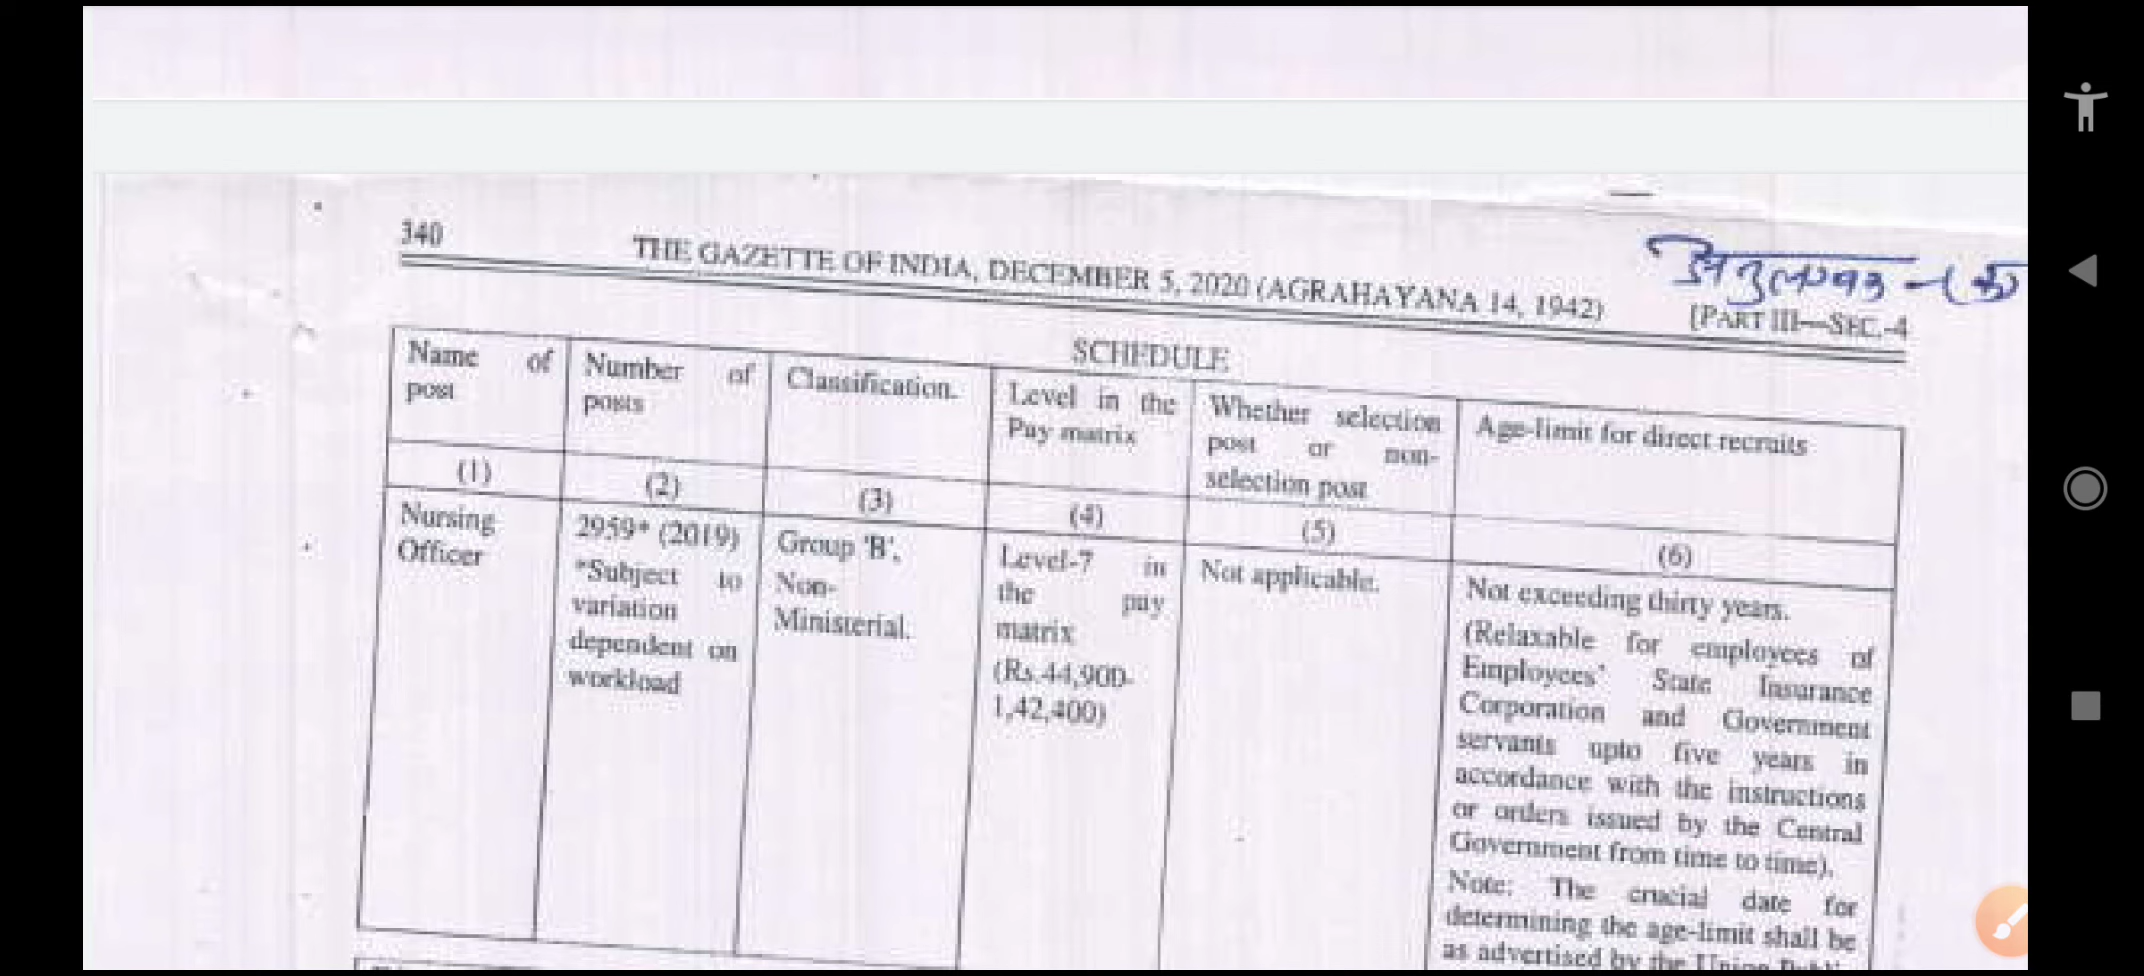 340
THE GAZETTE OF INDIA, DECEMBER 5, 2020 (AGRAHAYANA 14, 1942)
[PART III—SEC.-4
SCHEDULE
Name of
post
Number of
posts
Classification.
Level in the
Pay matrix
Whether selection
post or non-
selection post
Age-limit for direct recruits
(1)
(2)
(3)
(4)
(5)
(6)
Nursing
Officer
2959* (2019)
*Subject to
variation
dependent on
workload
Group 'B',
Non-
Ministerial.
Level-7 in
the pay
matrix
(Rs.44,900-
1,42,400)
Not applicable.
Not exceeding thirty years.
(Relaxable for employees of
Employees' State Insurance
Corporation and Government
servants upto five years in
accordance with the instructions
or orders issued by the Central
Government from time to time).
Note: The crucial date for
determining the age-limit shall be
as advertised by the Union